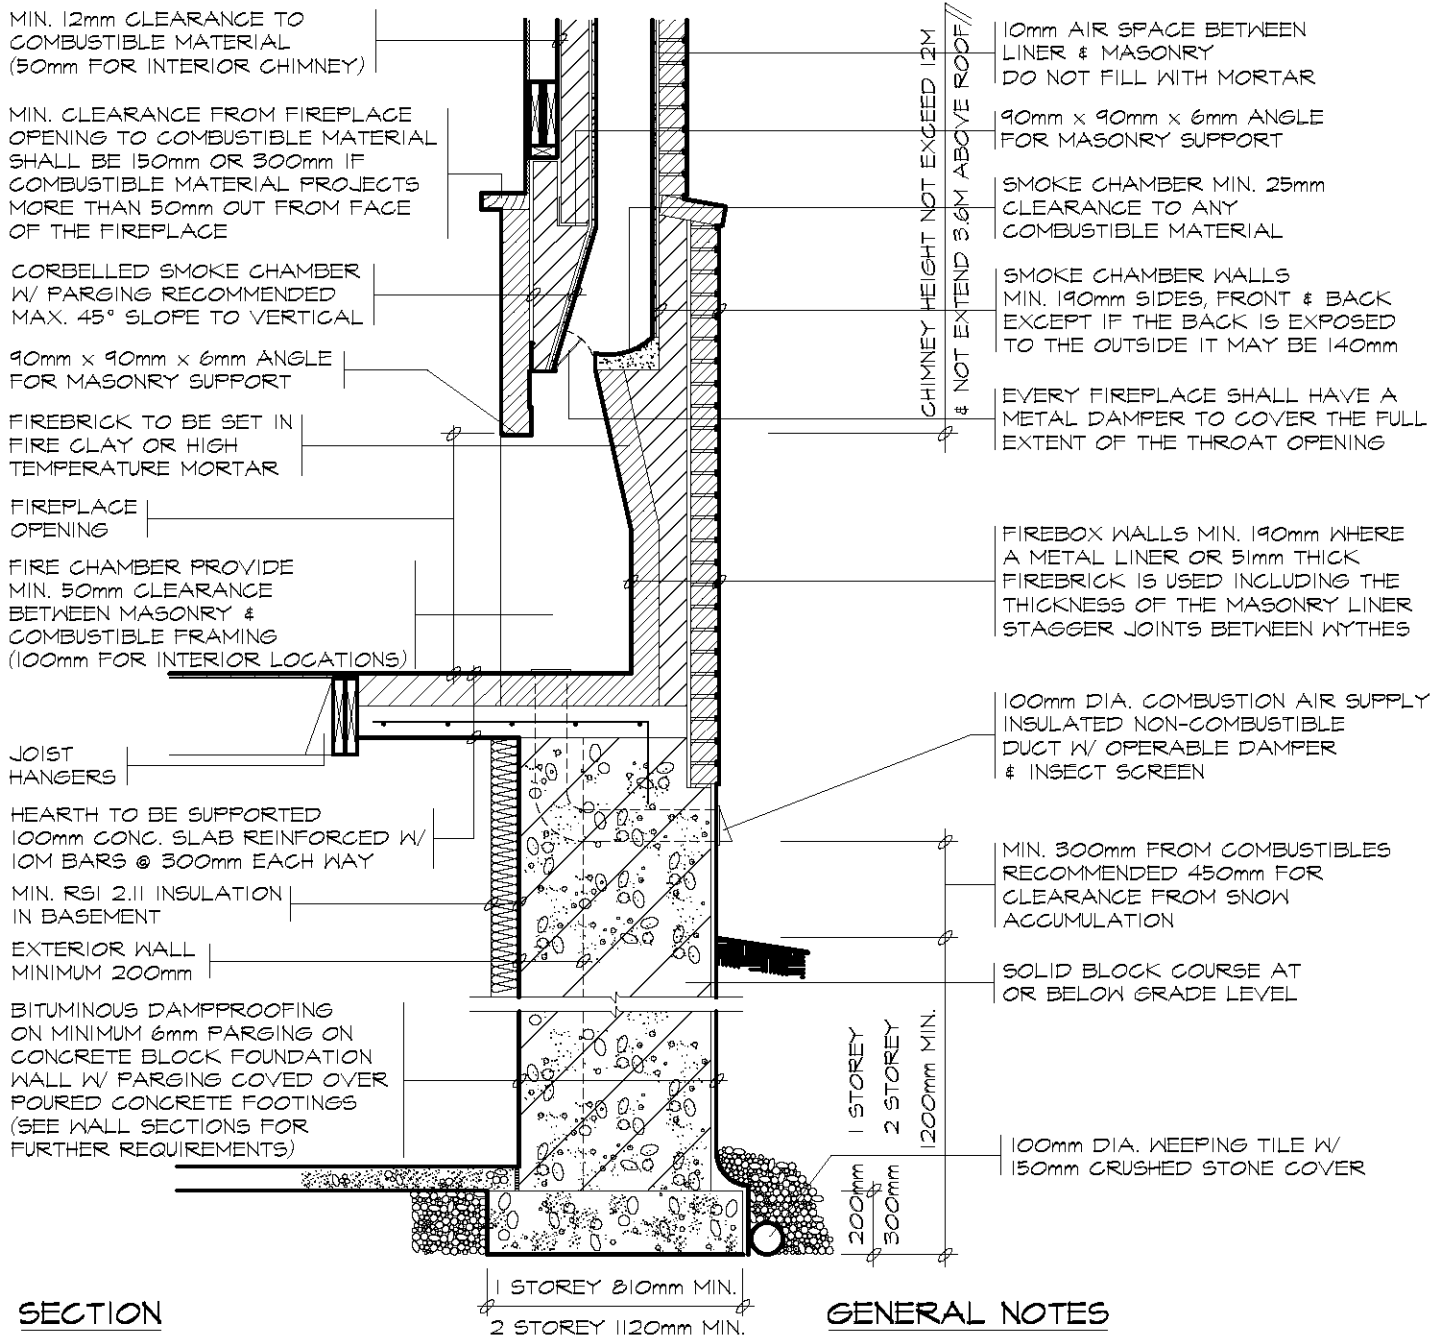 MIN. 12mm CLEARANCE TO
COMBUSTIBLE MATERIAL
(50mm FOR INTERIOR CHIMNEY)
MIN. CLEARANCE FROM FIREPLACE
OPENING TO COMBUSTIBLE MATERIAL
SHALL BE 150mm OR 300mm IF
COMBUSTIBLE MATERIAL PROJECTS
MORE THAN 50mm OUT FROM FACE
OF THE FIREPLACE
CORBELLED SMOKE CHAMBER
W/ PARGING RECOMMENDED
MAX. 45° SLOPE TO VERTICAL
90mm x 90mm x 6mm ANGLE
FOR MASONRY SUPPORT
FIREBRICK TO BE SET IN
FIRE CLAY OR HIGH
TEMPERATURE MORTAR
FIREPLACE
OPENING
FIRE CHAMBER PROVIDE
MIN. 50mm CLEARANCE
BETWEEN MASONRY &
COMBUSTIBLE FRAMING
(100mm FOR INTERIOR LOCATIONS)
JOIST
HANGERS
HEARTH TO BE SUPPORTED
100mm CONC. SLAB REINFORCED W/
10M BARS @ 300mm EACH WAY
MIN. RSI 2.11 INSULATION
IN BASEMENT
EXTERIOR WALL
MINIMUM 200mm
BITUMINOUS DAMPPROOFING
ON MINIMUM 6mm PARGING ON
CONCRETE BLOCK FOUNDATION
WALL W/ PARGING COVED OVER
POURED CONCRETE FOOTINGS
(SEE WALL SECTIONS FOR
FURTHER REQUIREMENTS)
CHIMNEY HEIGHT NOT EXCEED 12M
& NOT EXTEND 3.6M ABOVE ROOF
10mm AIR SPACE BETWEEN
LINER & MASONRY
DO NOT FILL WITH MORTAR
90mm x 90mm x 6mm ANGLE
FOR MASONRY SUPPORT
SMOKE CHAMBER MIN. 25mm
CLEARANCE TO ANY
COMBUSTIBLE MATERIAL
SMOKE CHAMBER WALLS
MIN. 190mm SIDES, FRONT & BACK
EXCEPT IF THE BACK IS EXPOSED
TO THE OUTSIDE IT MAY BE 140mm
EVERY FIREPLACE SHALL HAVE A
METAL DAMPER TO COVER THE FULL
EXTENT OF THE THROAT OPENING
FIREBOX WALLS MIN. 190mm WHERE
A METAL LINER OR 51mm THICK
FIREBRICK IS USED INCLUDING THE
THICKNESS OF THE MASONRY LINER
STAGGER JOINTS BETWEEN WYTHES
100mm DIA. COMBUSTION AIR SUPPLY
INSULATED NON-COMBUSTIBLE
DUCT W/ OPERABLE DAMPER
& INSECT SCREEN
MIN. 300mm FROM COMBUSTIBLES
RECOMMENDED 450mm FOR
CLEARANCE FROM SNOW
ACCUMULATION
SOLID BLOCK COURSE AT
OR BELOW GRADE LEVEL
200mm 1 STOREY
300mm 2 STOREY
1200mm MIN.
100mm DIA. WEEPING TILE W/
150mm CRUSHED STONE COVER
1 STOREY 810mm MIN.
2 STOREY 1120mm MIN.
SECTION
GENERAL NOTES